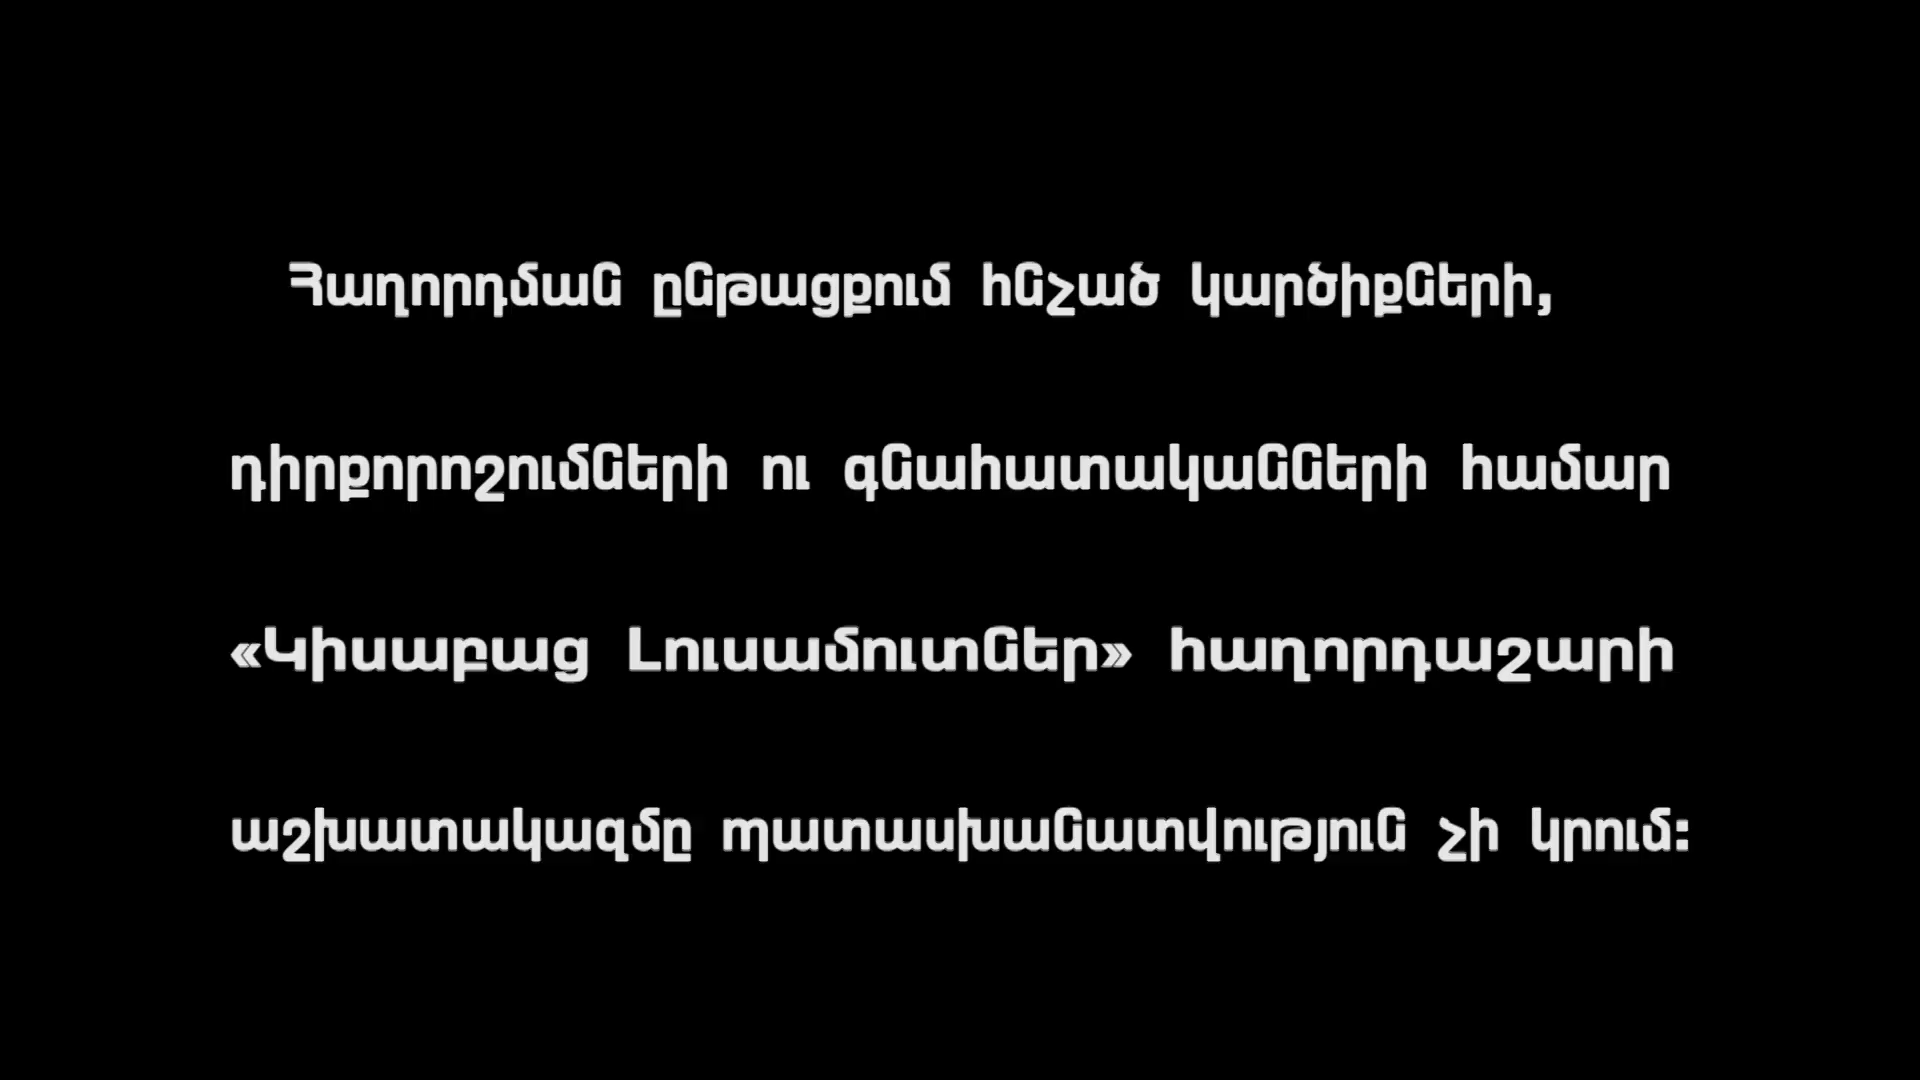 Հաղորդման ընթացքում հնչած կարծիքների,
դիրքորոշումների ու գնահատականների համար
«Կիսաբաց Լուսամուտներ» հաղորդաշարի
աշխատակազմը պատասխանատվություն չի կրում: